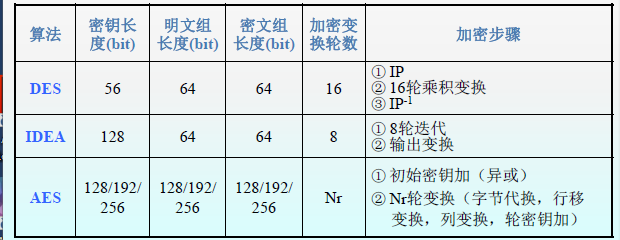 算法 密钥长度(bit) 明文组长度(bit) 密文组长度(bit) 加密变换轮数 加密步骤
DES 56 64 64 16 ① IP
② 16轮乘积变换
③ IP-1
IDEA 128 64 64 8 ① 8轮迭代
② 输出变换
AES 128/192/256 128/192/256 128/192/256 Nr ① 初始密钥加（异或）
② Nr轮变换（字节代换，行移
变换，列变换，轮密钥加）